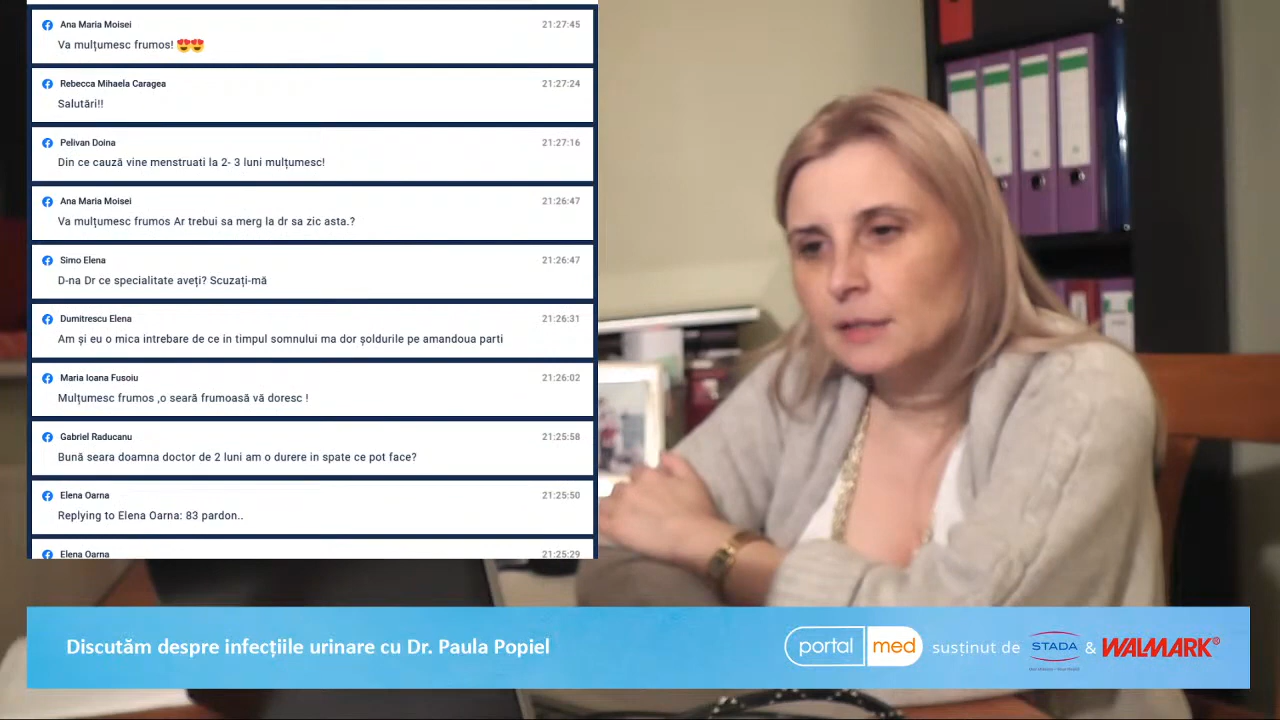 Ana Maria Moisei 21:27:45
Va mulțumesc frumos! 😍😍
Rebecca Mihaela Caragea 21:27:24
Salutări!!
Pelivan Doina 21:27:16
Din ce cauză vine menstruati la 2- 3 luni mulțumesc!
Ana Maria Moisei 21:26:47
Va mulțumesc frumos Ar trebui sa merg la dr sa zic asta.?
Simo Elena 21:26:47
D-na Dr ce specialitate aveți? Scuzați-mă
Dumitrescu Elena 21:26:31
Am și eu o mica intrebare de ce in timpul somnului ma dor șoldurile pe amandoua parti
Maria Ioana Fusoiu 21:26:02
Mulțumesc frumos ,o seară frumoasă vă doresc !
Gabriel Raducanu 21:25:58
Bună seara doamna doctor de 2 luni am o durere in spate ce pot face?
Elena Oarna 21:25:50
Replying to Elena Oarna: 83 pardon..
Elena Oarna 21:25:29
Discutăm despre infecțiile urinare cu Dr. Paula Popiel
portal med susținut de STADA & WALMARK®